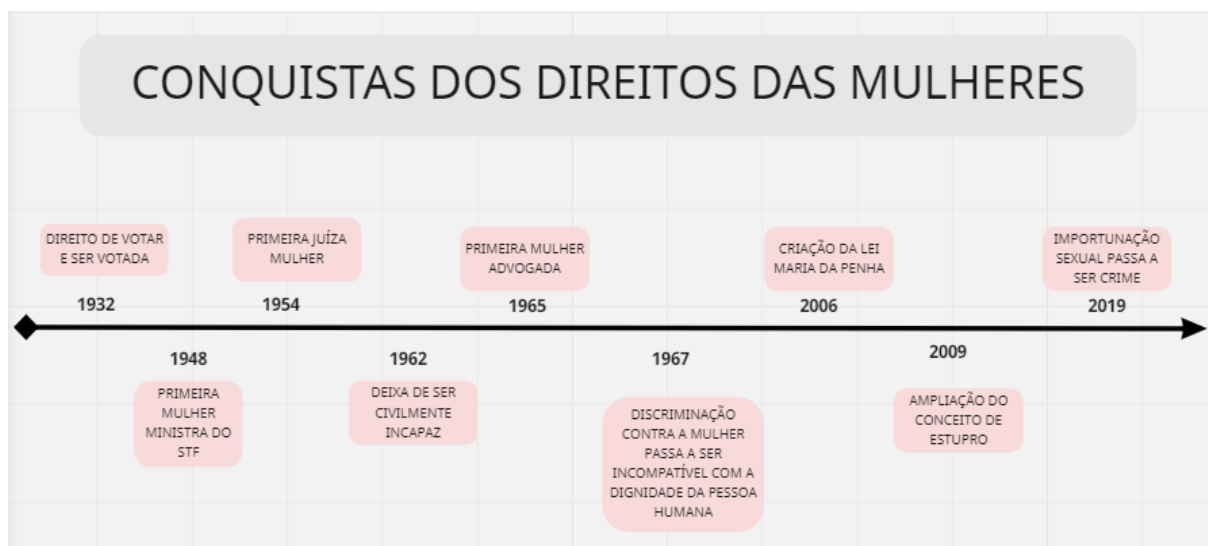 CONQUISTAS DOS DIREITOS DAS MULHERES
DIREITO DE VOTAR
E SER VOTADA
1932
1948
PRIMEIRA
MULHER
MINISTRA DO
STF
PRIMEIRA JUÍZA
MULHER
1954
1962
DEIXA DE SER
CIVILMENTE
INCAPAZ
PRIMEIRA MULHER
ADVOGADA
1965
1967
DISCRIMINAÇÃO
CONTRA A MULHER
PASSA A SER
INCOMPATÍVEL COM A
DIGNIDADE DA PESSOA
HUMANA
CRIAÇÃO DA LEI
MARIA DA PENHA
2006
2009
AMPLIAÇÃO DO
CONCEITO DE
ESTUPRO
IMPORTUNAÇÃO
SEXUAL PASSA A
SER CRIME
2019